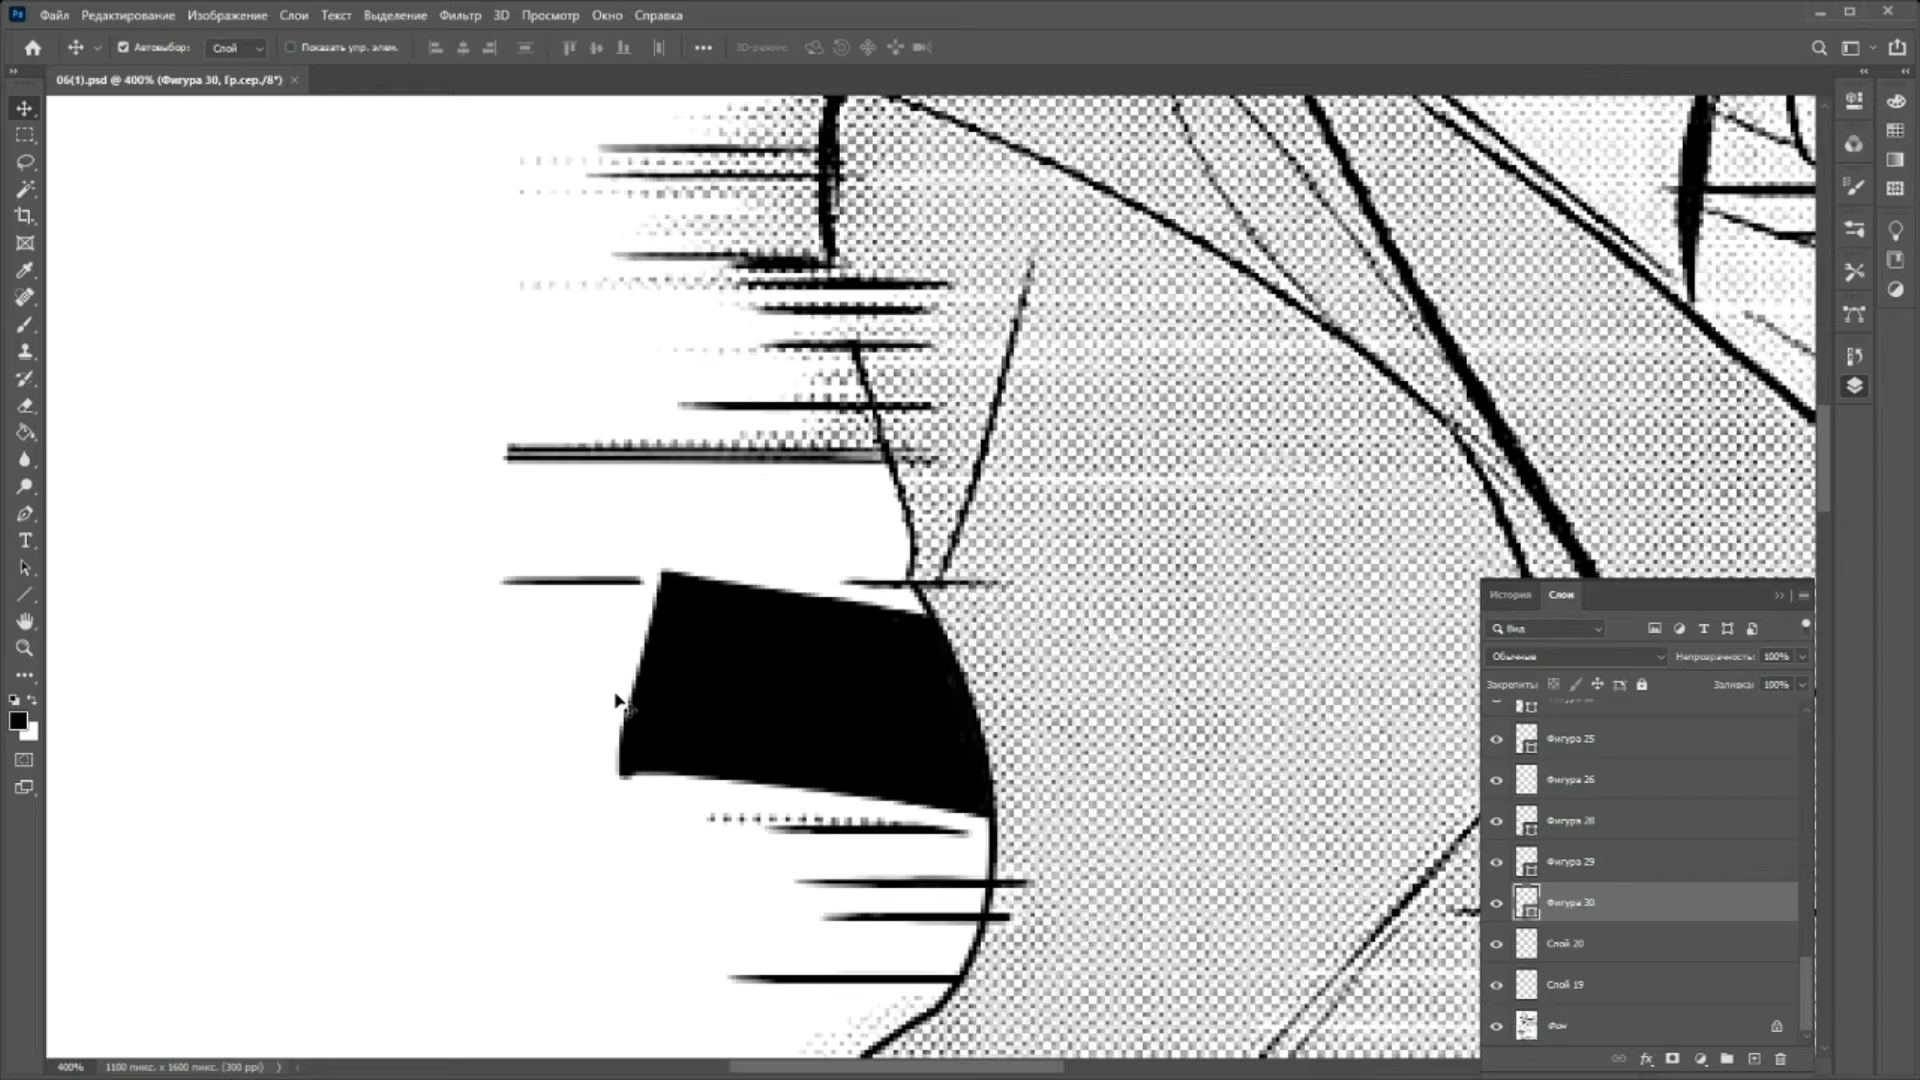 Ps Файл Редактирование Изображение Слои Текст Выделение Фильтр 3D Просмотр Окно Справка
Автовыбор: Слой Показать упр. элем. ••• 3D-режим:
06(1).psd @ 400% (Фигура 30, Гр.сер./8*) ×
История Слои
Вид
Обычные Непрозрачность: 100%
Закрепить: Заливка: 100%
Фигура 25
Фигура 26
Фигура 28
Фигура 29
Фигура 30
Слой 20
Слой 19
Фон
fx
400% 1100 пикс. x 1600 пикс. (300 ppi)